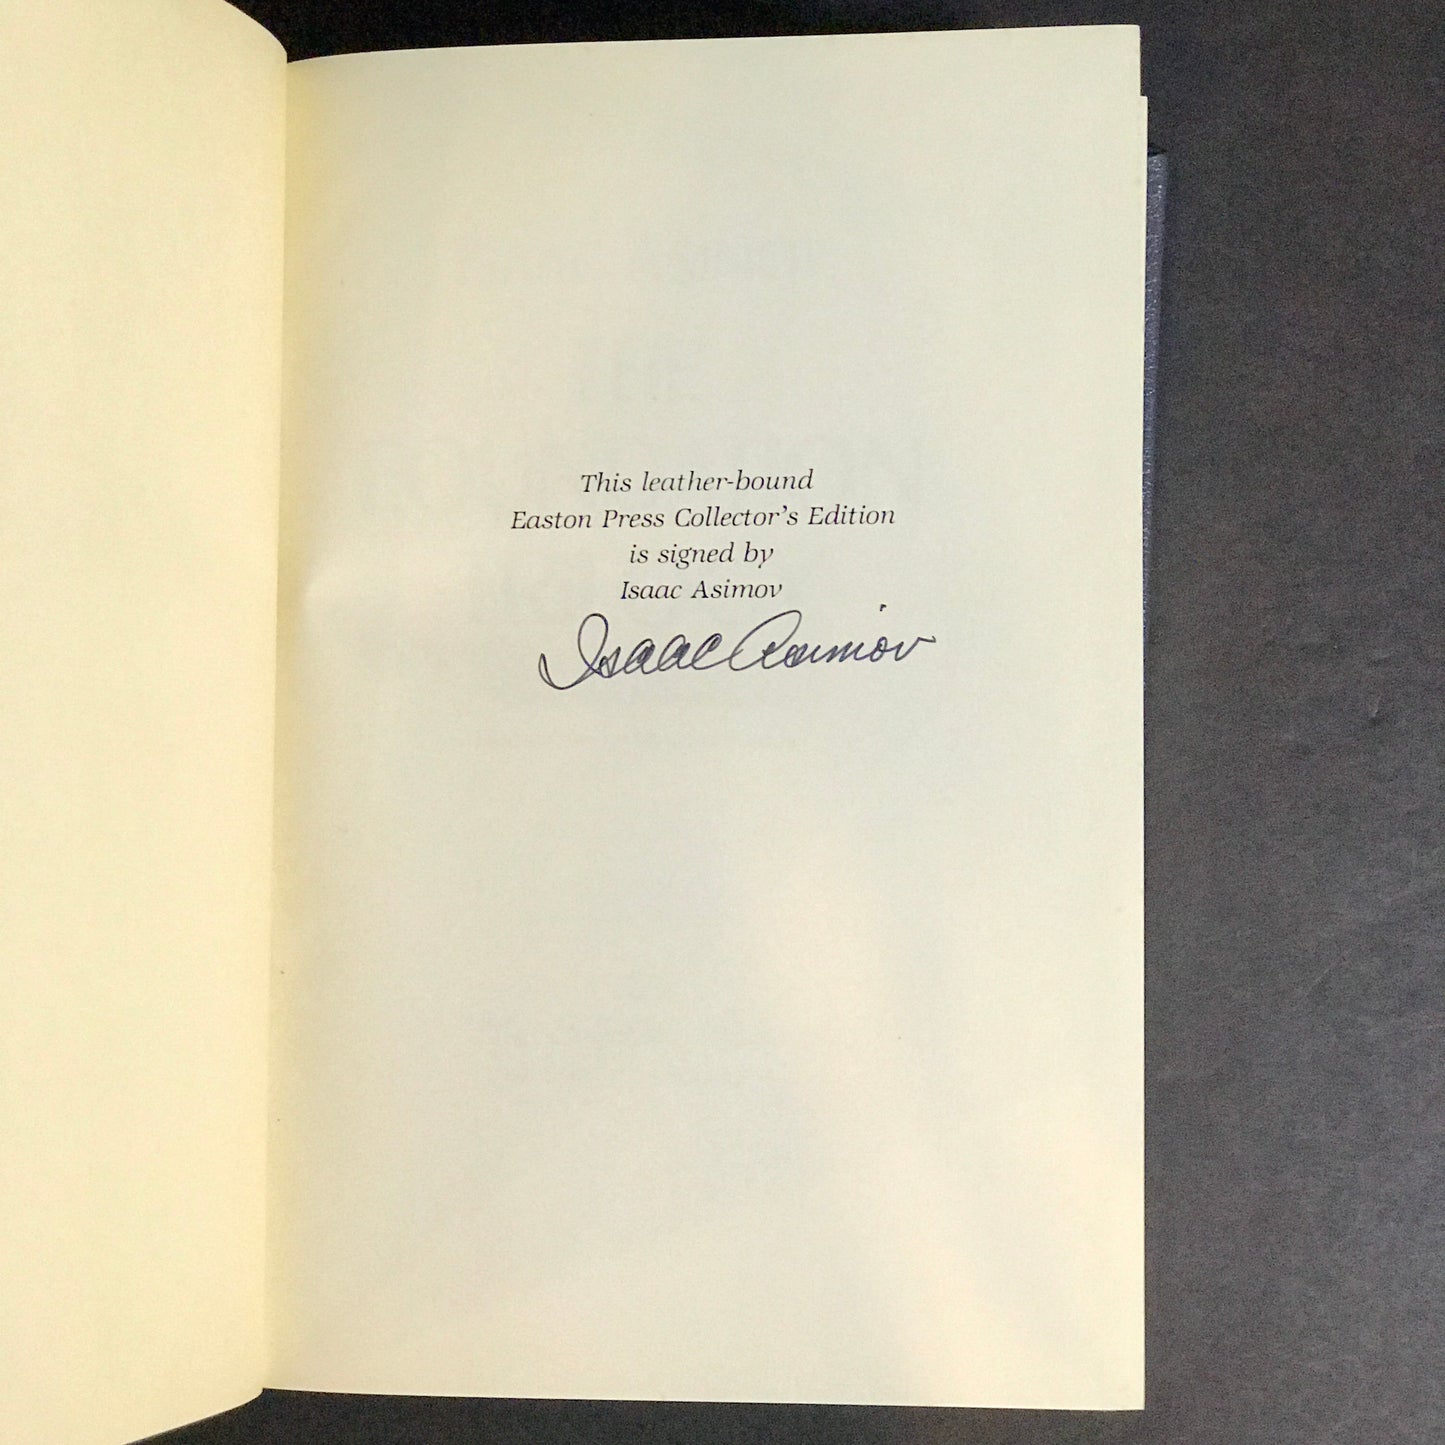 This leather-bound
Easton Press Collector's Edition
is signed by
Isaac Asimov
Isaac Asimov